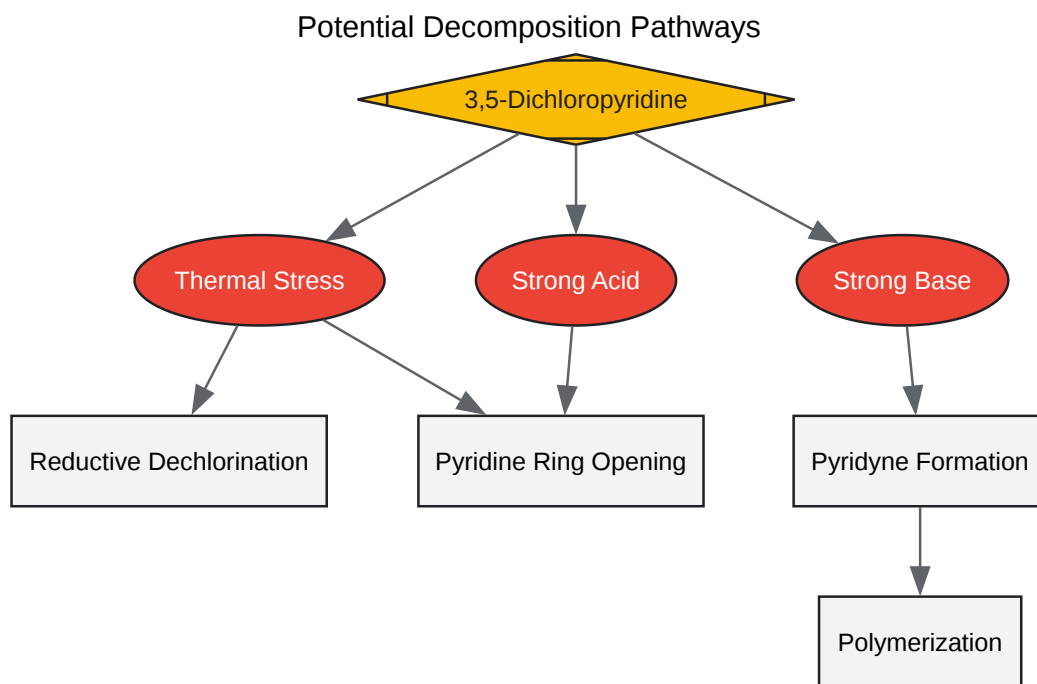 Potential Decomposition Pathways
3,5-Dichloropyridine
Thermal Stress
Strong Acid
Strong Base
Reductive Dechlorination
Pyridine Ring Opening
Pyridyne Formation
Polymerization